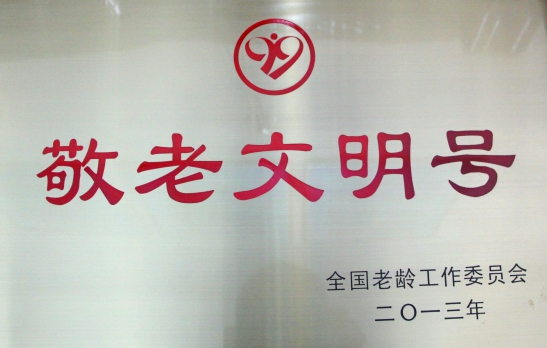 敬老文明号
全国老龄工作委员会
二〇一三年